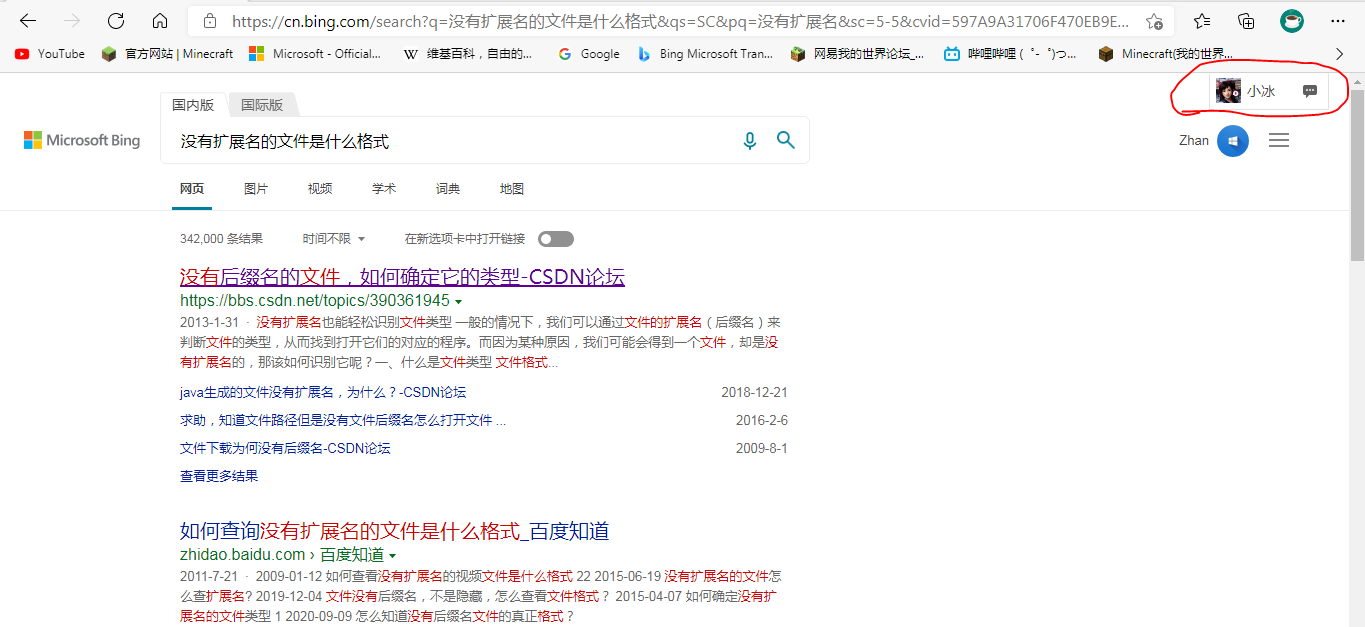 https://cn.bing.com/search?q=没有扩展名的文件是什么格式&qs=SC&pq=没有扩展名&sc=5-5&cvid=597A9A31706F470EB9E...
YouTube 官方网站 | Minecraft Microsoft - Official... 维基百科，自由的... Google Bing Microsoft Tran... 网易我的世界论坛_... 哔哩哔哩 ( ゜- ゜)つ... Minecraft(我的世界...
小冰
国内版 国际版
Microsoft Bing 没有扩展名的文件是什么格式 Zhan
网页 图片 视频 学术 词典 地图
342,000 条结果 时间不限 在新选项卡中打开链接
没有后缀名的文件，如何确定它的类型-CSDN论坛
https://bbs.csdn.net/topics/390361945
2013-1-31 · 没有扩展名也能轻松识别文件类型 一般的情况下，我们可以通过文件的扩展名（后缀名）来
判断文件的类型，从而找到打开它们的对应的程序。而因为某种原因，我们可能会得到一个文件，却是没
有扩展名的，那该如何识别它呢？一、什么是文件类型 文件格式...
java生成的文件没有扩展名，为什么？-CSDN论坛 2018-12-21
求助，知道文件路径但是没有文件后缀名怎么打开文件 ... 2016-2-6
文件下载为何没有后缀名-CSDN论坛 2009-8-1
查看更多结果
如何查询没有扩展名的文件是什么格式_百度知道
zhidao.baidu.com › 百度知道
2011-7-21 · 2009-01-12 如何查看没有扩展名的视频文件是什么格式 22 2015-06-19 没有扩展名的文件怎
么查扩展名? 2019-12-04 文件没有后缀名，不是隐藏，怎么查看文件格式？ 2015-04-07 如何确定没有扩
展名的文件类型 1 2020-09-09 怎么知道没有后缀名文件的真正格式？